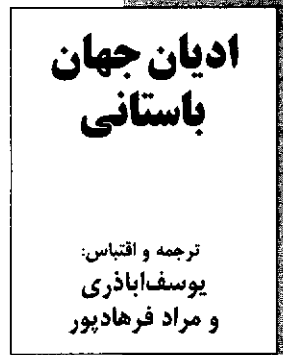 ادیان جهان
باستانی
ترجمه و اقتباس:
یوسف‌اباذری
و مراد فرهادپور